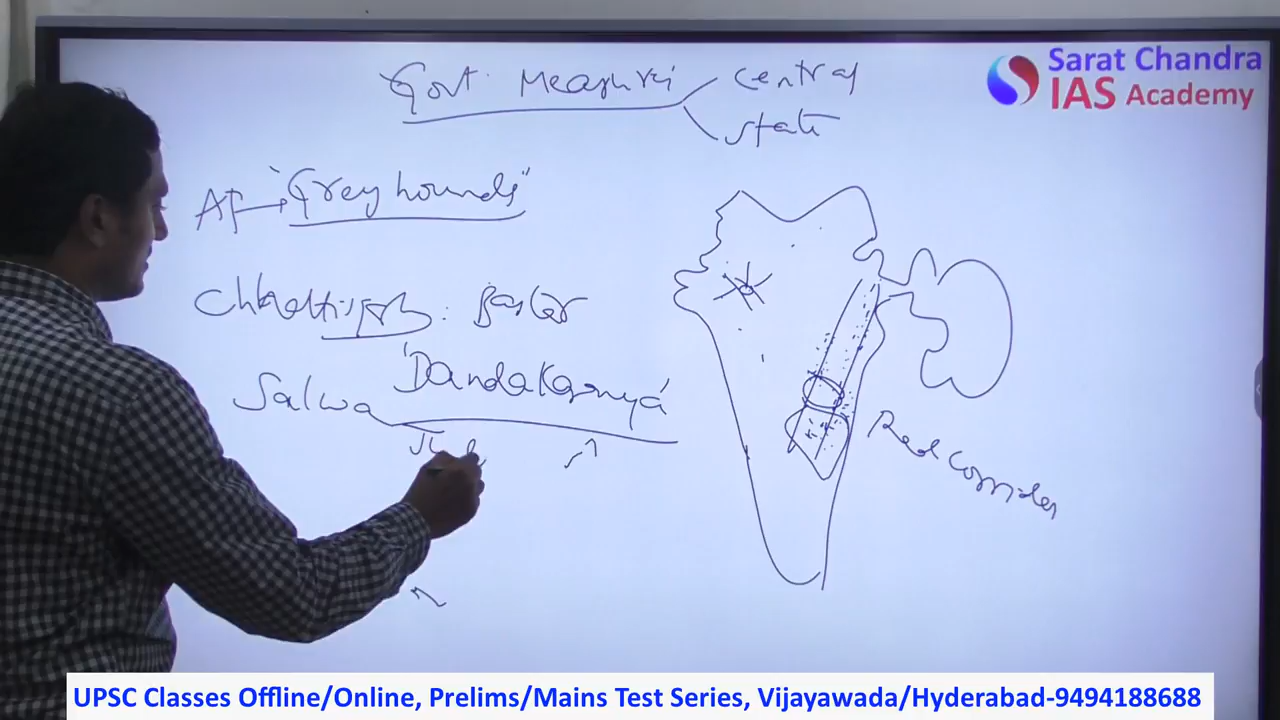 Sarat Chandra
IAS Academy
Govt. Measures
Central
State
AP → "Greyhounds"
Chhattisgarh : Bastar
'Dandakarnya'
Salwa
Red Corridor
UPSC Classes Offline/Online, Prelims/Mains Test Series, Vijayawada/Hyderabad-9494188688